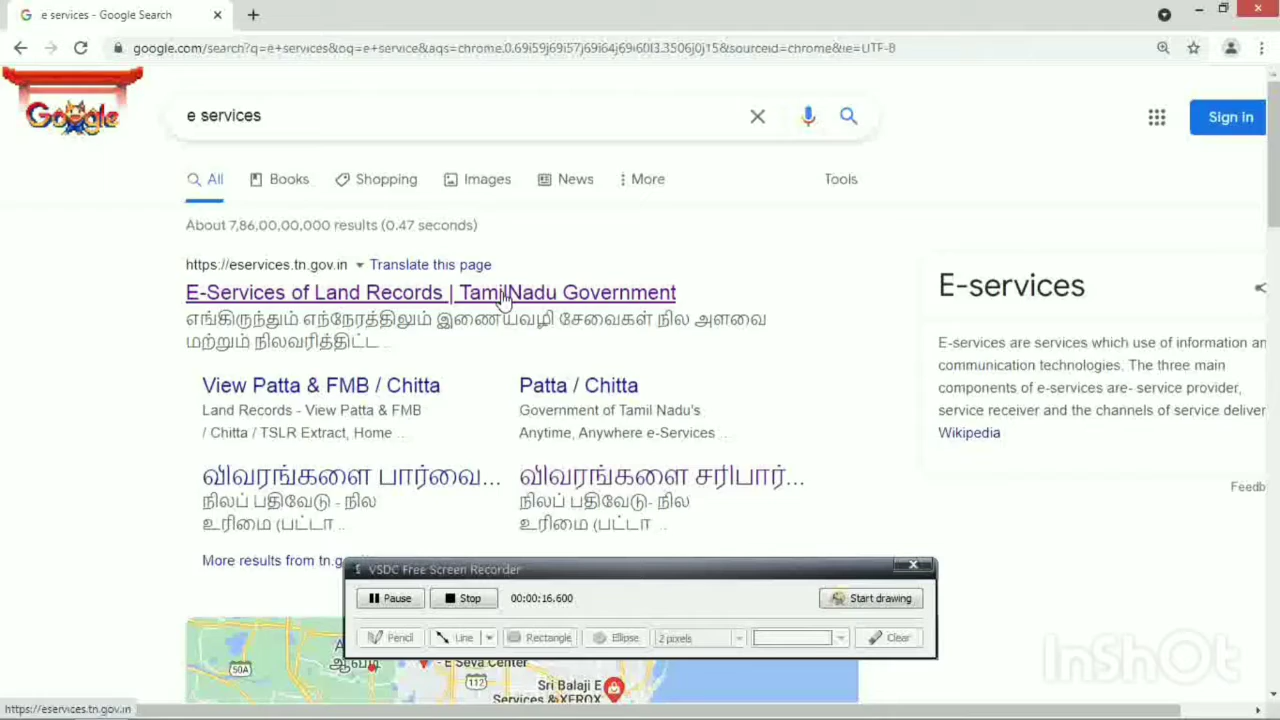 e services - Google Search
google.com/search?q=e+services&oq=e+service&aqs=chrome.0.69i59j69i57j69i64j69i60l3.3506j0j15&sourceid=chrome&ie=UTF-8
Google
e services
Sign in
All Books Shopping Images News More Tools
About 7,86,00,00,000 results (0.47 seconds)
https://eservices.tn.gov.in Translate this page
E-Services of Land Records | TamilNadu Government
எங்கிருந்தும் எந்நேரத்திலும் இணையவழி சேவைகள் நில அளவை
மற்றும் நிலவரித்திட்ட ...
View Patta & FMB / Chitta
Land Records - View Patta & FMB
/ Chitta / TSLR Extract, Home ...
Patta / Chitta
Government of Tamil Nadu's
Anytime, Anywhere e-Services ...
விவரங்களை பார்வை...
நிலப் பதிவேடு - நில
உரிமை (பட்டா ...
விவரங்களை சரிபார்...
நிலப் பதிவேடு- நில
உரிமை (பட்டா ...
More results from tn.g
E-services
E-services are services which use of information an
communication technologies. The three main
components of e-services are- service provider,
service receiver and the channels of service deliver
Wikipedia
Feedb
VSDC Free Screen Recorder
Pause Stop 00:00:16.600 Start drawing
Pencil Line Rectangle Ellipse 2 pixels Clear
50A
ஆவடி
E Seva Center
112
Sri Balaji E
Services & XEROX
InShOt
https://eservices.tn.gov.in